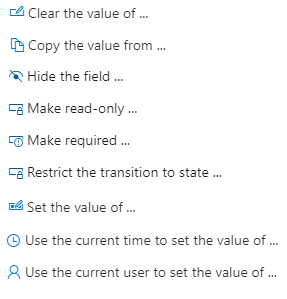 Clear the value of ...
Copy the value from ...
Hide the field ...
Make read-only ...
Make required ...
Restrict the transition to state ...
Set the value of ...
Use the current time to set the value of ...
Use the current user to set the value of ...